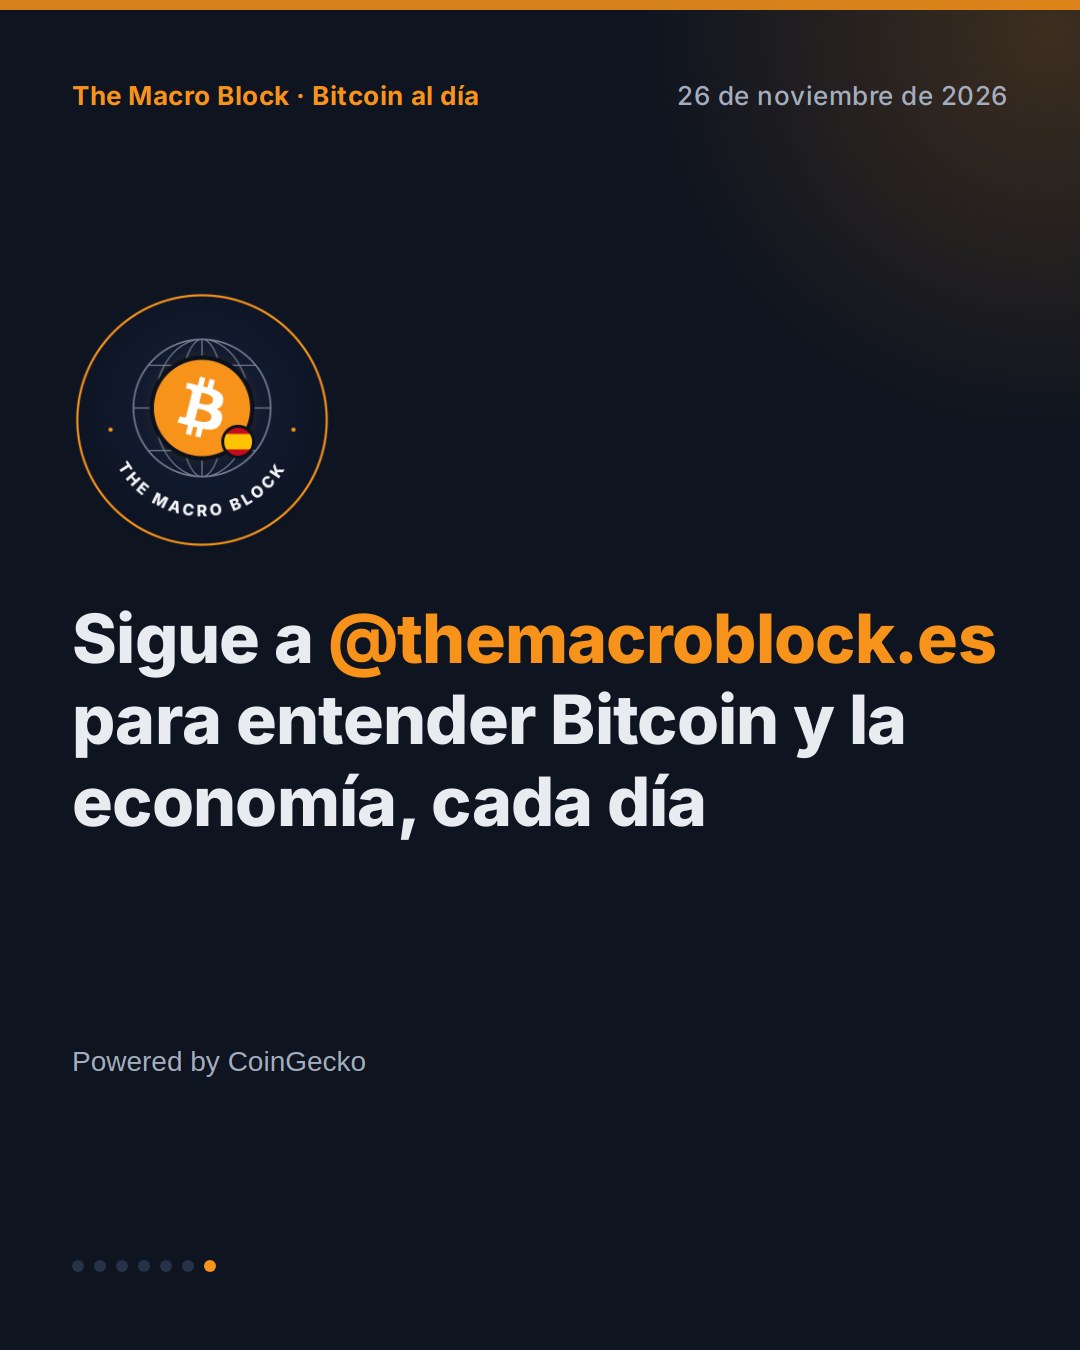 The Macro Block · Bitcoin al día
26 de noviembre de 2026
THE MACRO BLOCK
Sigue a @themacroblock.es
para entender Bitcoin y la
economía, cada día
Powered by CoinGecko